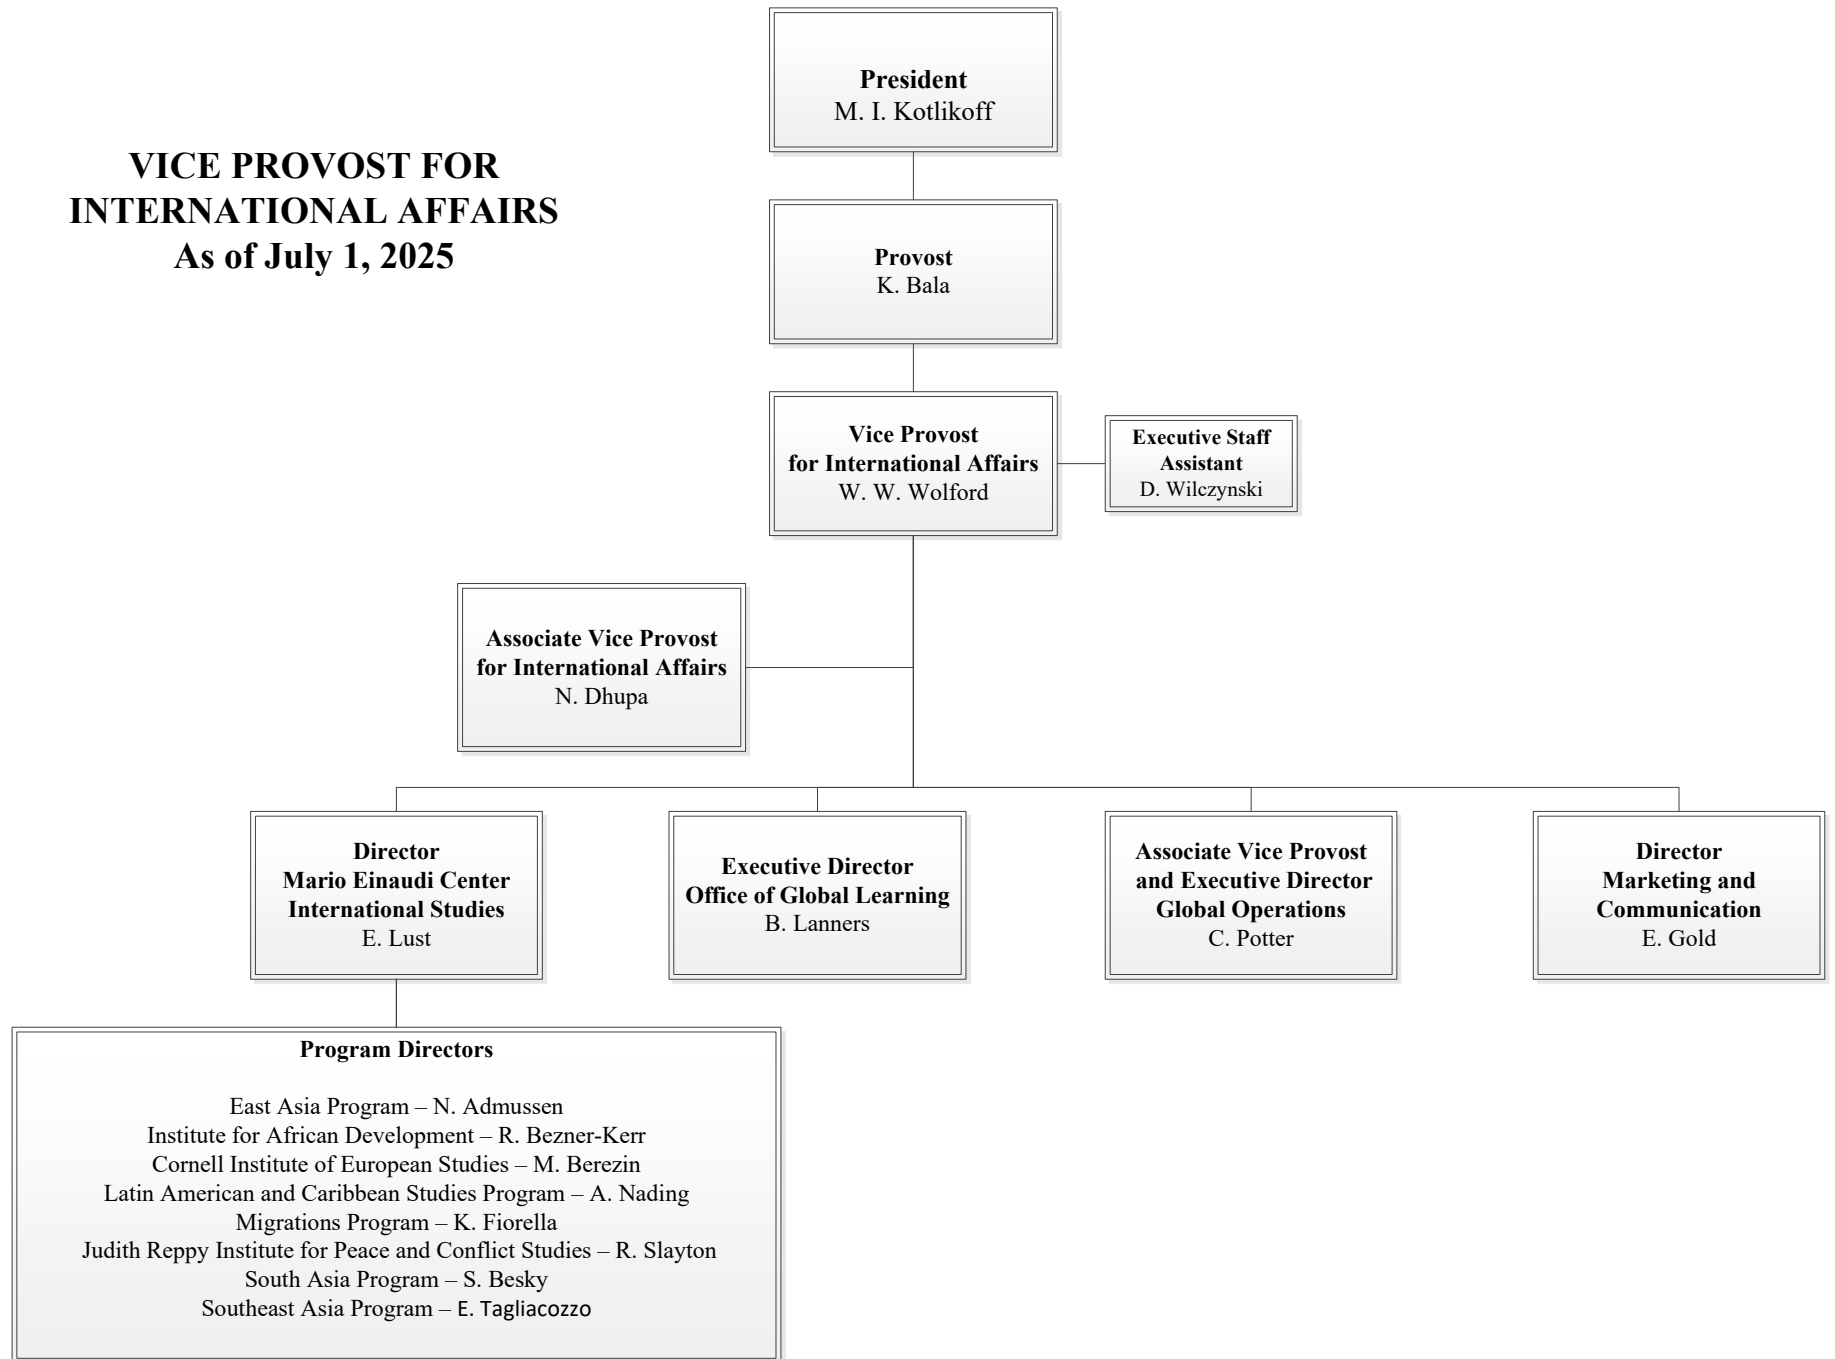 VICE PROVOST FOR
INTERNATIONAL AFFAIRS
As of July 1, 2025
President
M. I. Kotlikoff
Provost
K. Bala
Vice Provost
for International Affairs
W. W. Wolford
Executive Staff
Assistant
D. Wilczynski
Associate Vice Provost
for International Affairs
N. Dhupa
Director
Mario Einaudi Center
International Studies
E. Lust
Executive Director
Office of Global Learning
B. Lanners
Associate Vice Provost
and Executive Director
Global Operations
C. Potter
Director
Marketing and
Communication
E. Gold
Program Directors
East Asia Program – N. Admussen
Institute for African Development – R. Bezner-Kerr
Cornell Institute of European Studies – M. Berezin
Latin American and Caribbean Studies Program – A. Nading
Migrations Program – K. Fiorella
Judith Reppy Institute for Peace and Conflict Studies – R. Slayton
South Asia Program – S. Besky
Southeast Asia Program – E. Tagliacozzo